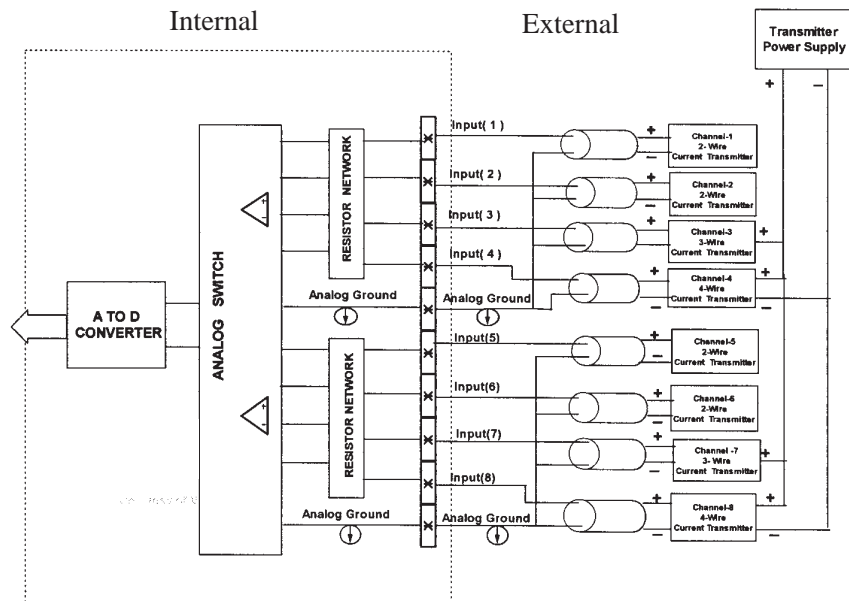 Internal
External
Transmitter
Power Supply
+
−
ANALOG SWITCH
RESISTOR NETWORK
Input( 1 )
Input( 2 )
Input( 3 )
Input( 4 )
Analog Ground
Analog Ground
+
−
Channel-1
2- Wire
Current Transmitter
+
−
Channel-2
2-Wire
Current Transmitter
+
−
Channel-3
3-Wire
Current Transmitter
+
+
−
Channel-4
4-Wire
Current Transmitter
+
−
A TO D
CONVERTER
RESISTOR NETWORK
Input(5)
Input(6)
Input(7)
Input(8)
Analog Ground
Analog Ground
+
−
Channel-5
2-Wire
Current Transmitter
+
−
Channel-6
2-Wire
Current Transmitter
+
−
Channel -7
3- Wire
Current Transmitter
+
+
−
Channel-8
4-Wire
Current Transmitter
+
−